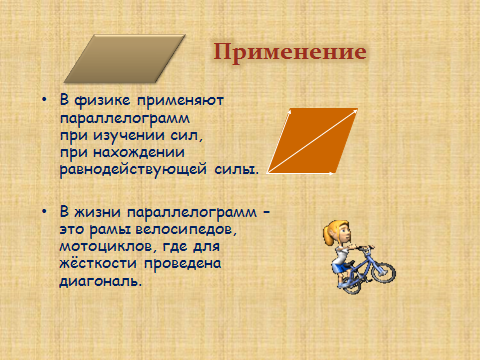 Применение
• В физике применяют
параллелограмм
при изучении сил,
при нахождении
равнодействующей силы.
• В жизни параллелограмм –
это рамы велосипедов,
мотоциклов, где для
жёсткости проведена
диагональ.